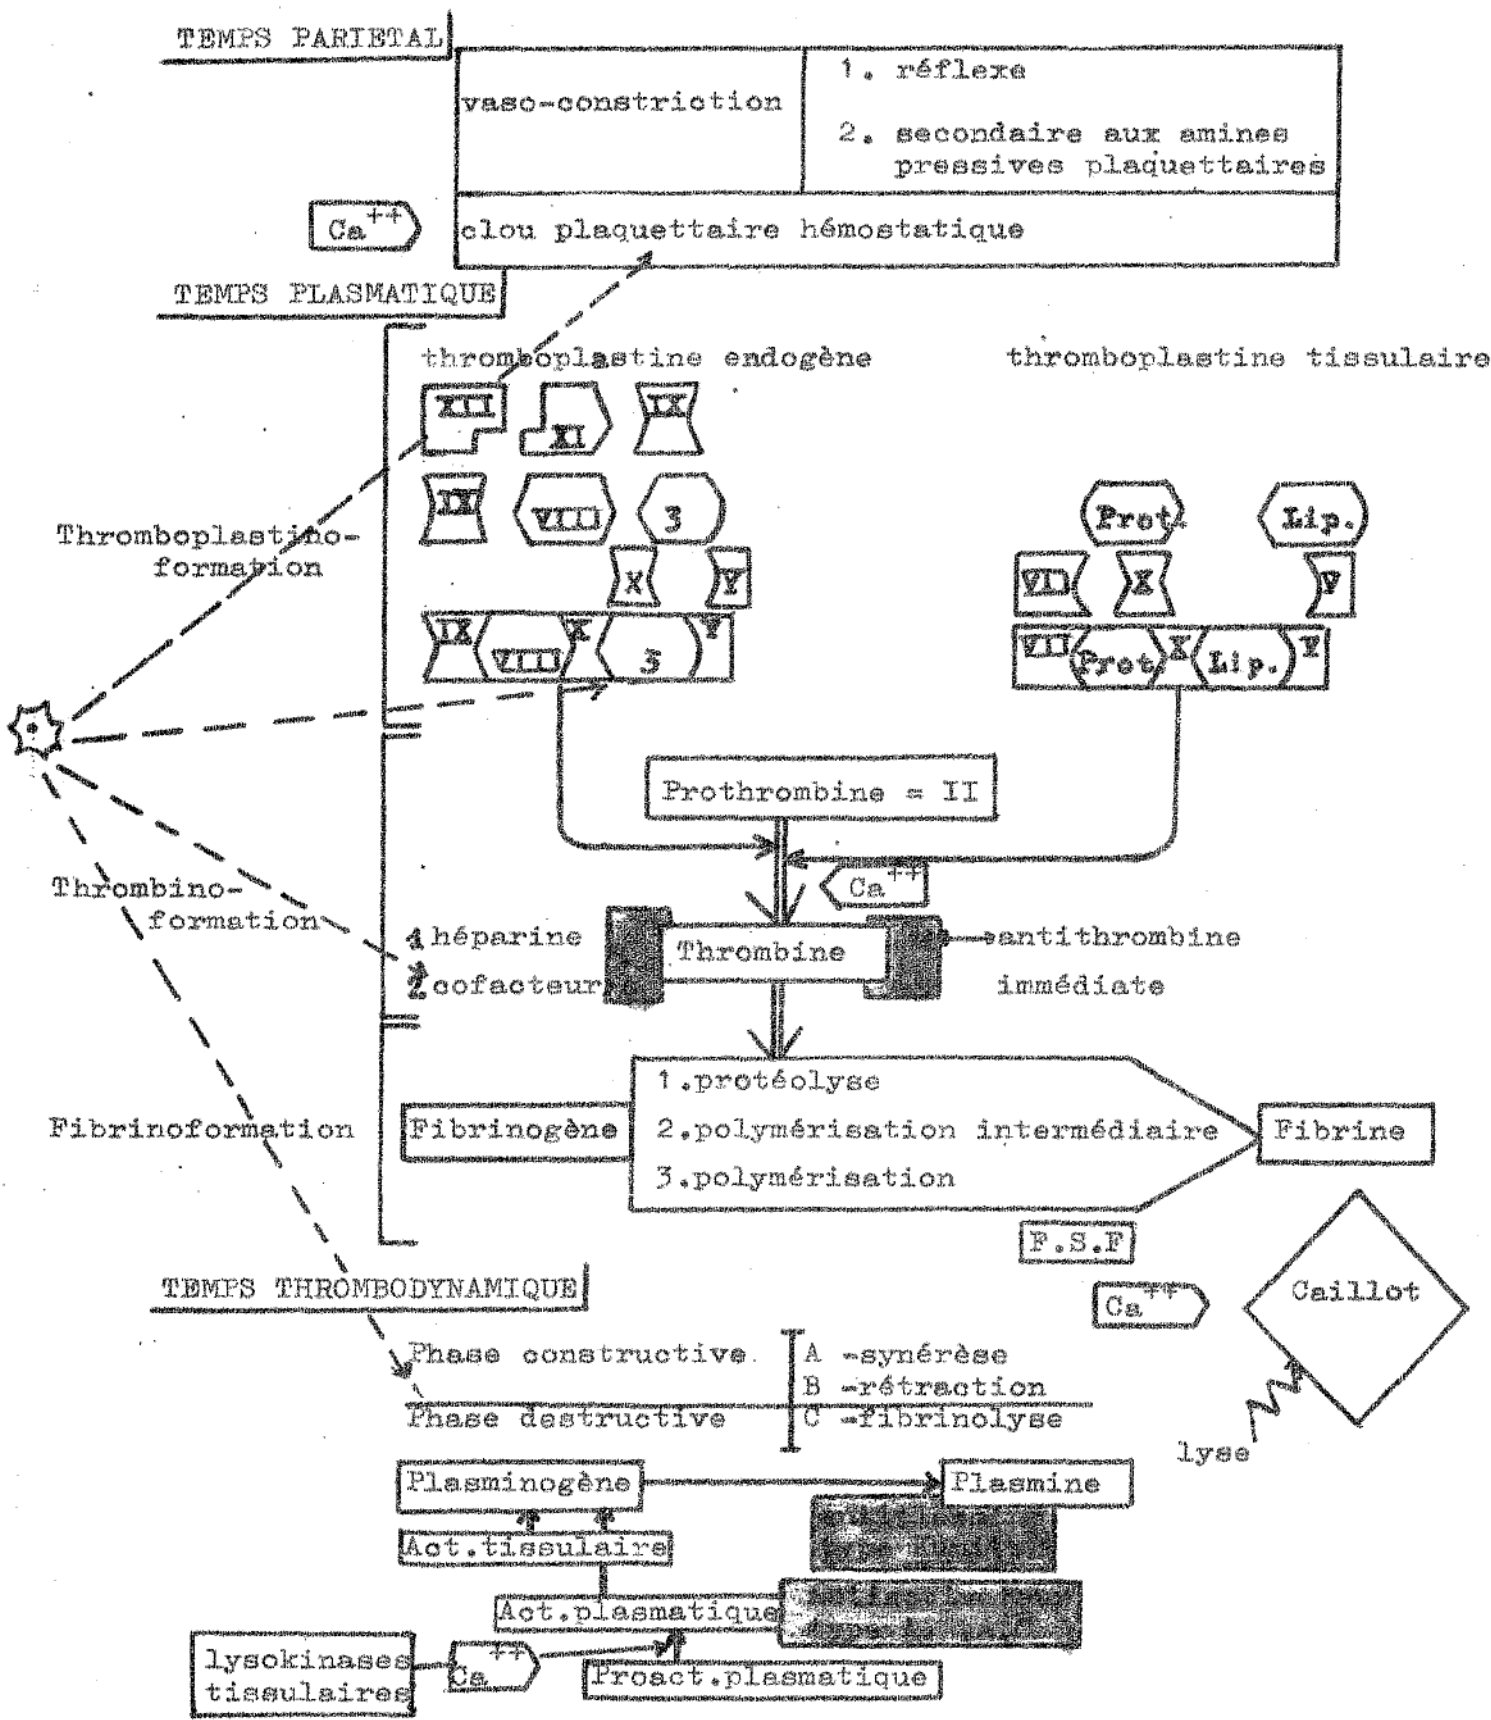 TEMPS PARIETAL
vaso-constriction
1. réflexe
2. secondaire aux amines
pressives plaquettaires
Ca++
clou plaquettaire hémostatique
TEMPS PLASMATIQUE
thromboplastine endogène
thromboplastine tissulaire
XII XI IX
IX VIII 3
Prot. Lip.
Thromboplastino-
formation
X V
VII X V
IX VIII X 3 V
VII Prot X Lip. V
Prothrombine = II
Ca++
Thrombino-
formation
1 héparine
2 cofacteur
Thrombine
antithrombine
immédiate
Fibrinoformation
Fibrinogène
1.protéolyse
2.polymérisation intermédiaire
3.polymérisation
Fibrine
F.S.F
TEMPS THROMBODYNAMIQUE
Ca++
Caillot
Phase constructive
A -synérèse
B -rétraction
Phase destructive
C -fibrinolyse
lyse
Plasminogène
Plasmine
Act.tissulaire
Act.plasmatique
lysokinases
tissulaires
Ca++
Proact.plasmatique